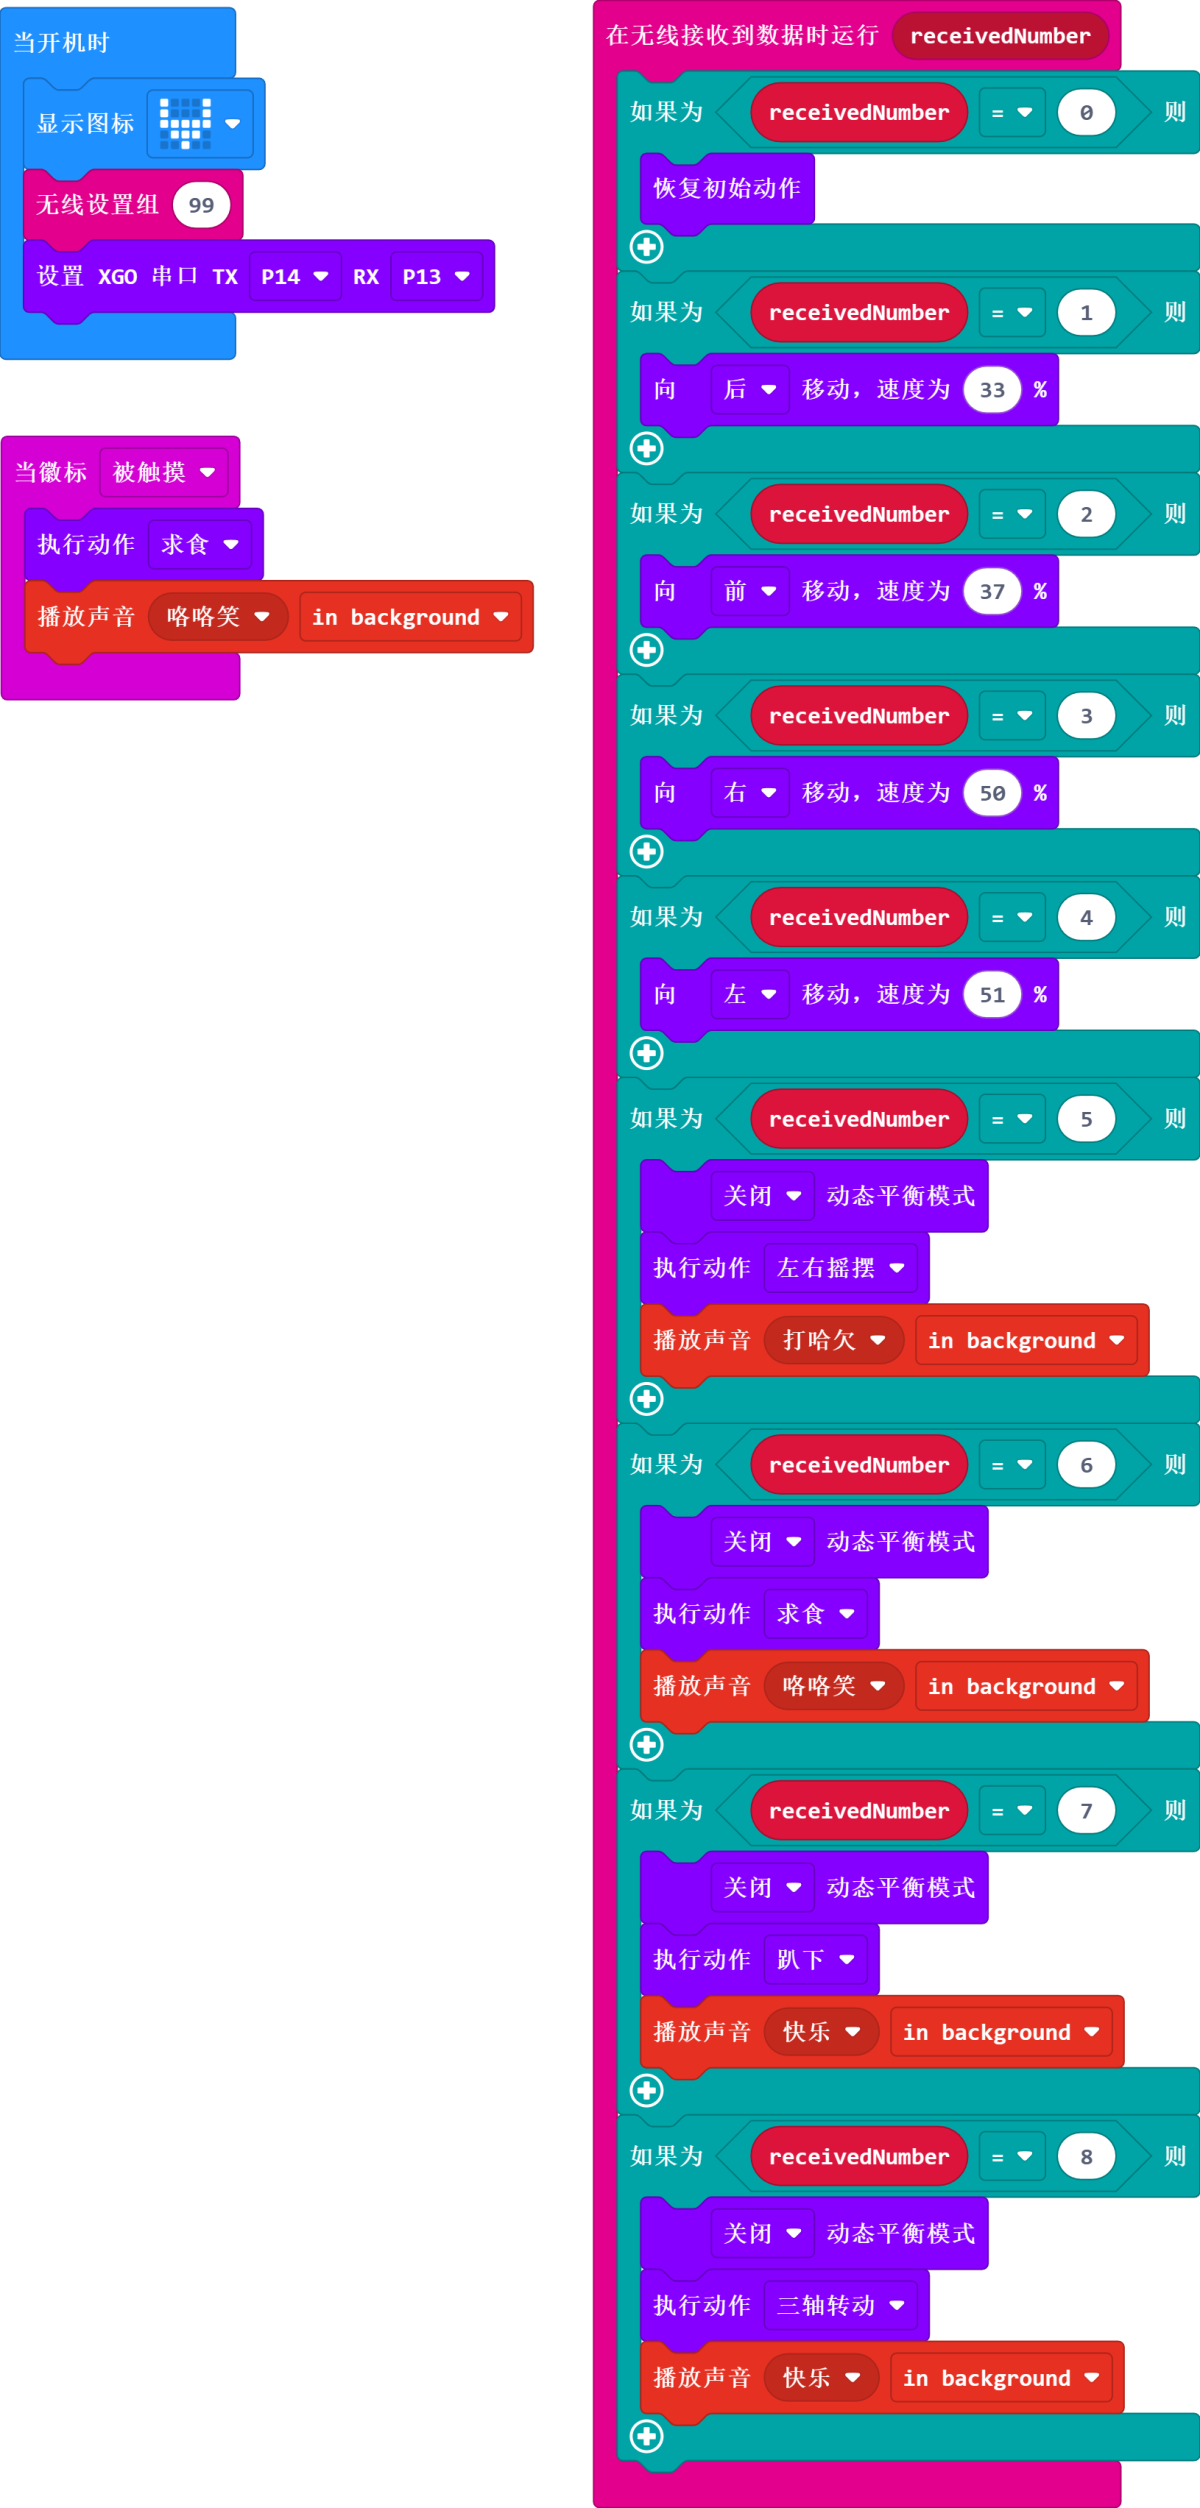 当开机时
显示图标
无线设置组 99
设置 XGO 串口 TX P14 RX P13
当徽标 被触摸
执行动作 求食
播放声音 咯咯笑 in background
在无线接收到数据时运行 receivedNumber
如果为 receivedNumber = 0 则
恢复初始动作
如果为 receivedNumber = 1 则
向 后 移动，速度为 33 %
如果为 receivedNumber = 2 则
向 前 移动，速度为 37 %
如果为 receivedNumber = 3 则
向 右 移动，速度为 50 %
如果为 receivedNumber = 4 则
向 左 移动，速度为 51 %
如果为 receivedNumber = 5 则
关闭 动态平衡模式
执行动作 左右摇摆
播放声音 打哈欠 in background
如果为 receivedNumber = 6 则
关闭 动态平衡模式
执行动作 求食
播放声音 咯咯笑 in background
如果为 receivedNumber = 7 则
关闭 动态平衡模式
执行动作 趴下
播放声音 快乐 in background
如果为 receivedNumber = 8 则
关闭 动态平衡模式
执行动作 三轴转动
播放声音 快乐 in background